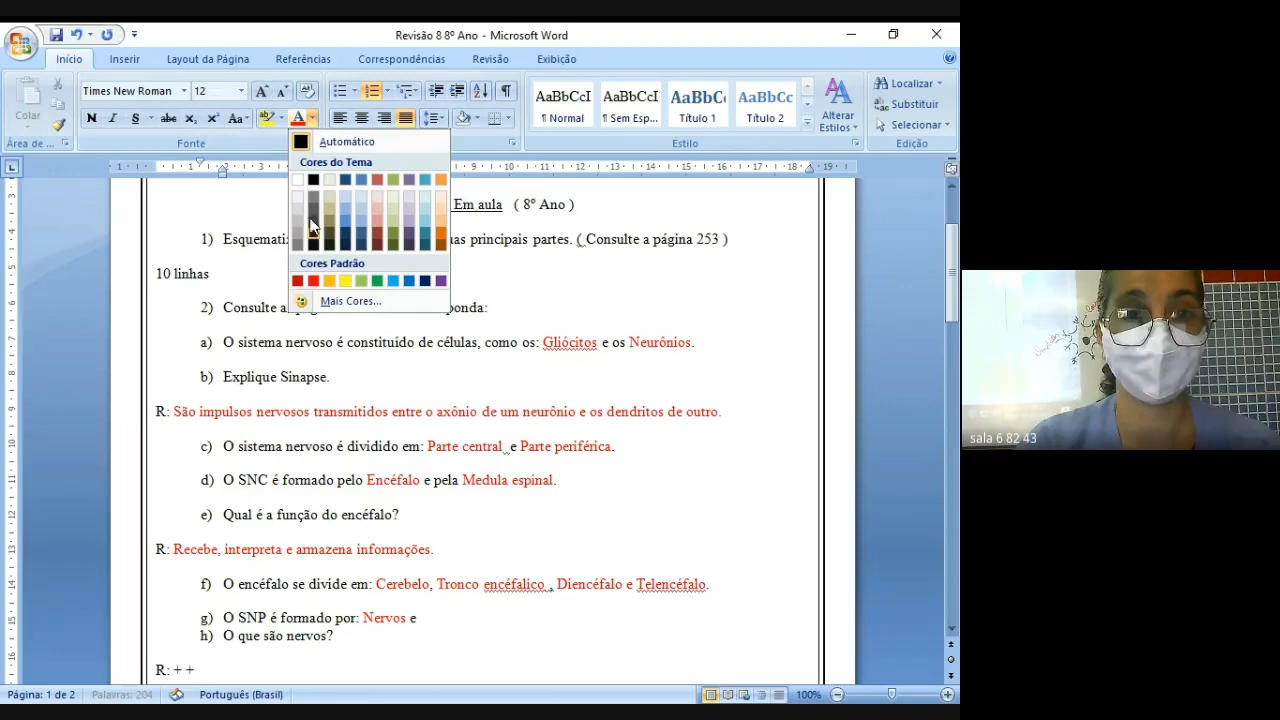 Revisão 8 8º Ano - Microsoft Word
Início Inserir Layout da Página Referências Correspondências Revisão Exibição
Colar
Times New Roman 12
N I S abc x₂ x² Aa
AaBbCcI AaBbCcI AaBbC AaBbCc
¶ Normal ¶ Sem Esp... Título 1 Título 2
Alterar Estilos
Localizar
Substituir
Selecionar
Área de... Fonte Estilo Edição
Automático
Cores do Tema
Cores Padrão
Mais Cores...
Em aula ( 8º Ano )
1) Esquematiz uas principais partes. ( Consulte a página 253 )
10 linhas
2) Consulte a ponda:
a) O sistema nervoso é constituído de células, como os: Gliócitos e os Neurônios.
b) Explique Sinapse.
R: São impulsos nervosos transmitidos entre o axônio de um neurônio e os dendritos de outro.
c) O sistema nervoso é dividido em: Parte central e Parte periférica.
d) O SNC é formado pelo Encéfalo e pela Medula espinal.
e) Qual é a função do encéfalo?
R: Recebe, interpreta e armazena informações.
f) O encéfalo se divide em: Cerebelo, Tronco encéfalico , Diencéfalo e Telencéfalo.
g) O SNP é formado por: Nervos e
h) O que são nervos?
R: + +
Página: 1 de 2 Palavras: 204 Português (Brasil) 100%
sala 6 82 43